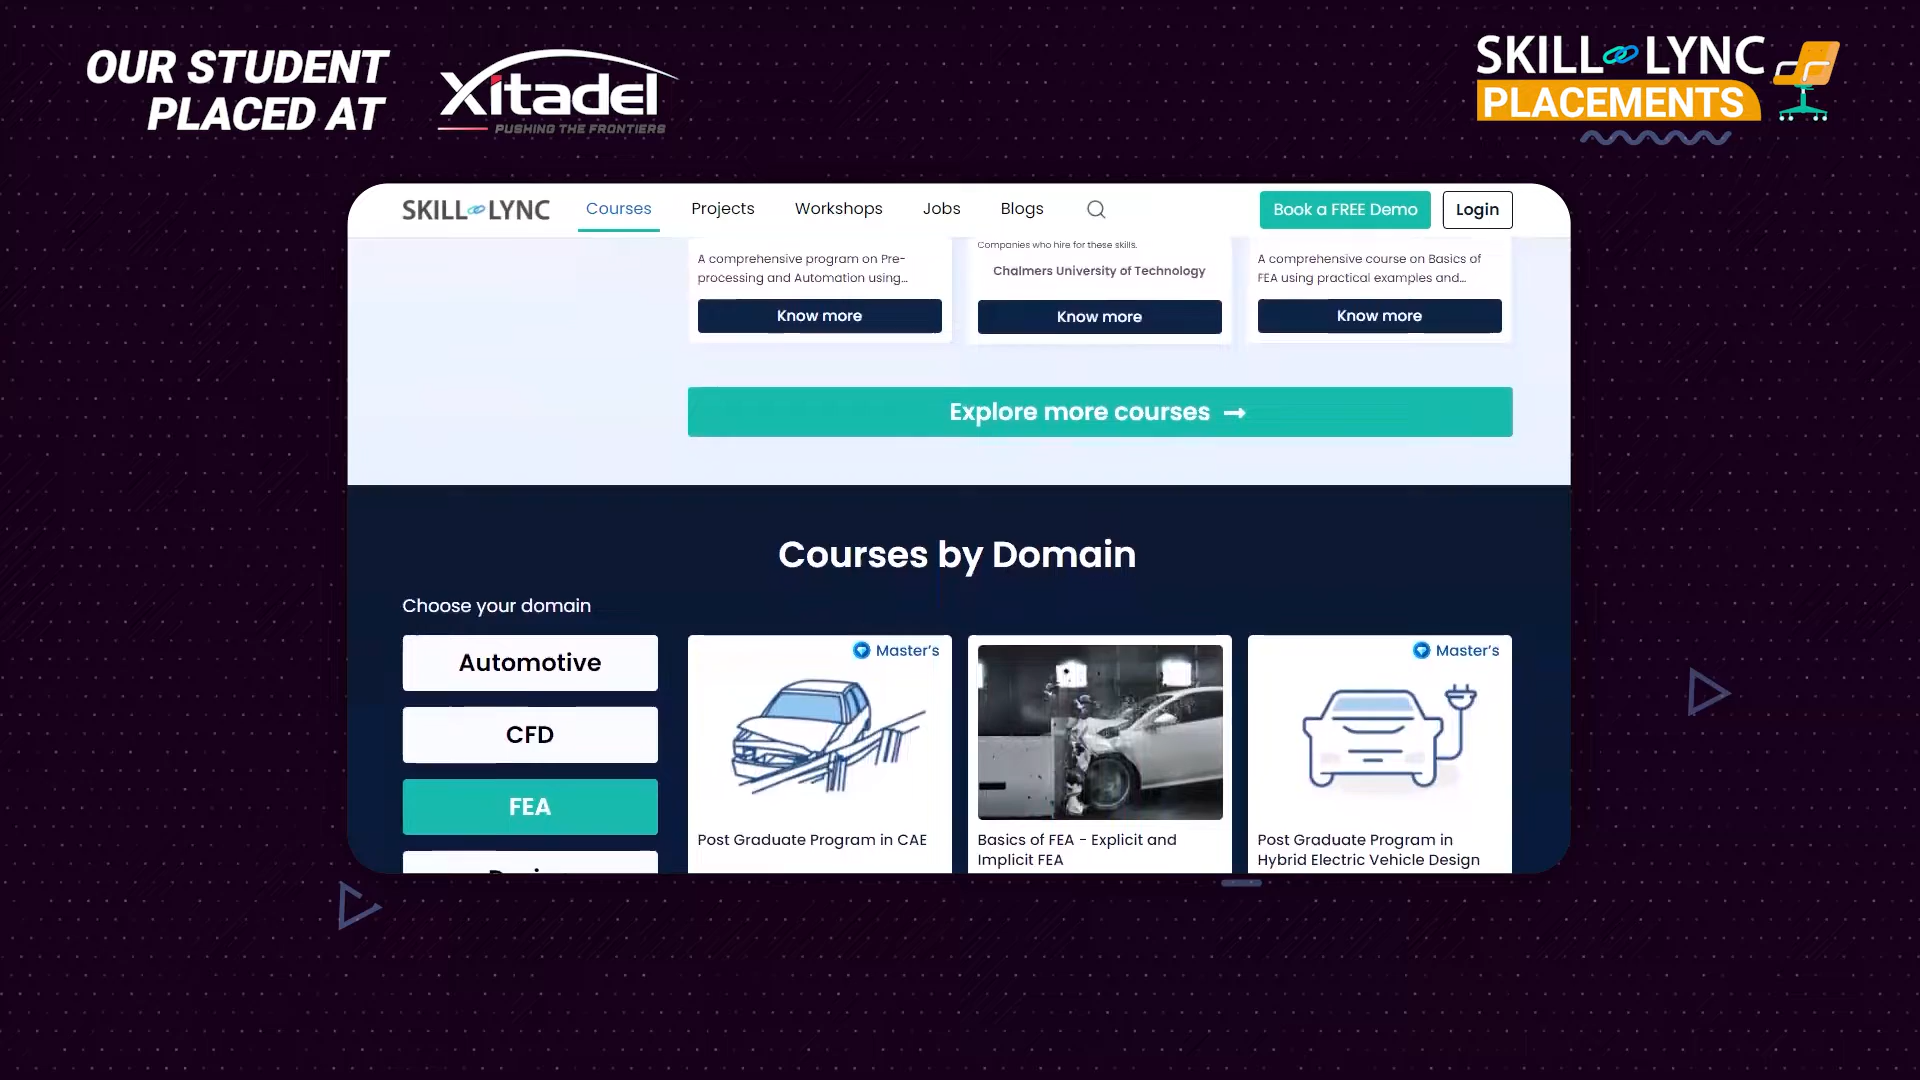 OUR STUDENT
PLACED AT
Xitadel
PUSHING THE FRONTIERS
SKILL LYNC
PLACEMENTS
SKILL LYNC
Courses
Projects
Workshops
Jobs
Blogs
Book a FREE Demo
Login
A comprehensive program on Pre-
processing and Automation using...
Know more
Companies who hire for these skills.
Chalmers University of Technology
Know more
A comprehensive course on Basics of
FEA using practical examples and...
Know more
Explore more courses →
Courses by Domain
Choose your domain
Automotive
CFD
FEA
Master's
Post Graduate Program in CAE
Basics of FEA - Explicit and
Implicit FEA
Master's
Post Graduate Program in
Hybrid Electric Vehicle Design